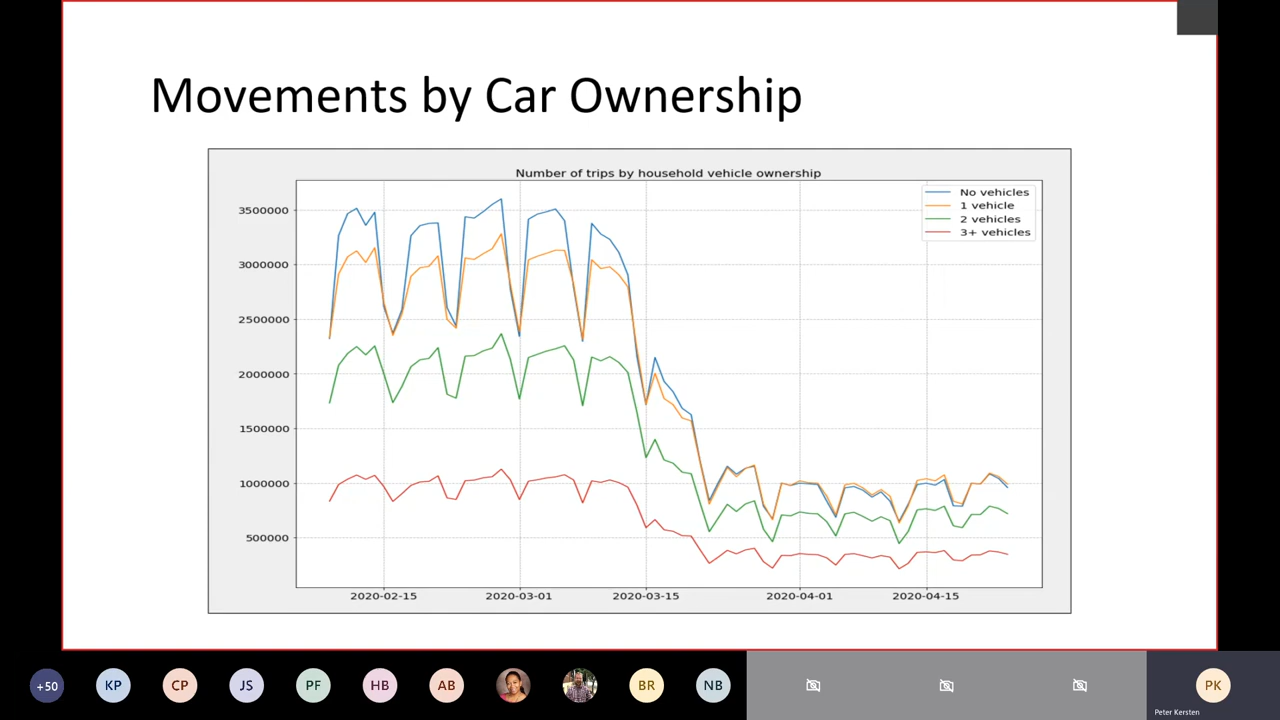 Movements by Car Ownership
Number of trips by household vehicle ownership
No vehicles
1 vehicle
2 vehicles
3+ vehicles
3500000
3000000
2500000
2000000
1500000
1000000
500000
2020-02-15 2020-03-01 2020-03-15 2020-04-01 2020-04-15
+50 KP CP JS PF HB AB BR NB PK
Peter Kersten